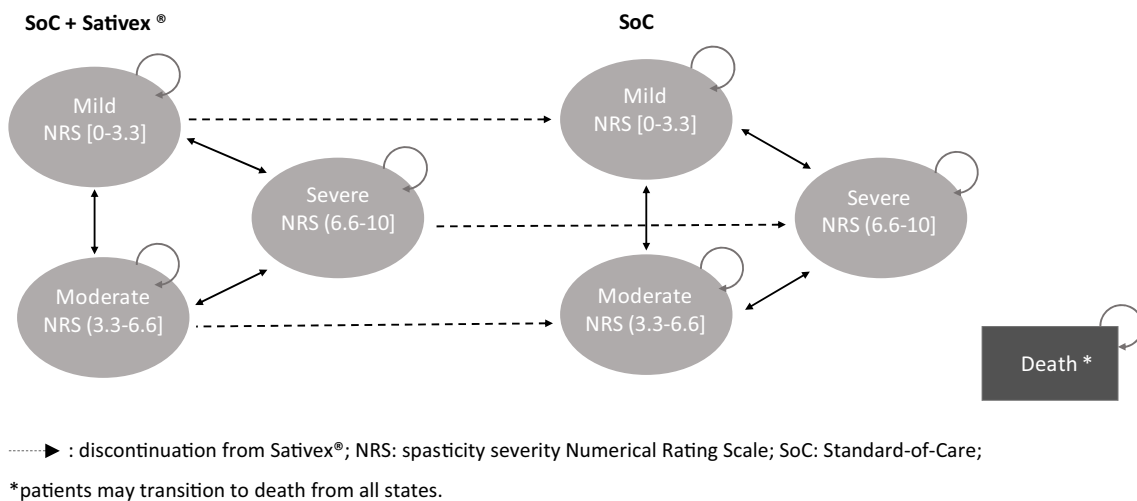 SoC + Sativex ®
SoC
Mild
NRS [0-3.3]
Severe
NRS (6.6-10]
Moderate
NRS (3.3-6.6]
Mild
NRS [0-3.3]
Severe
NRS (6.6-10]
Moderate
NRS (3.3-6.6]
Death *
: discontinuation from Sativex®; NRS: spasticity severity Numerical Rating Scale; SoC: Standard-of-Care;
*patients may transition to death from all states.